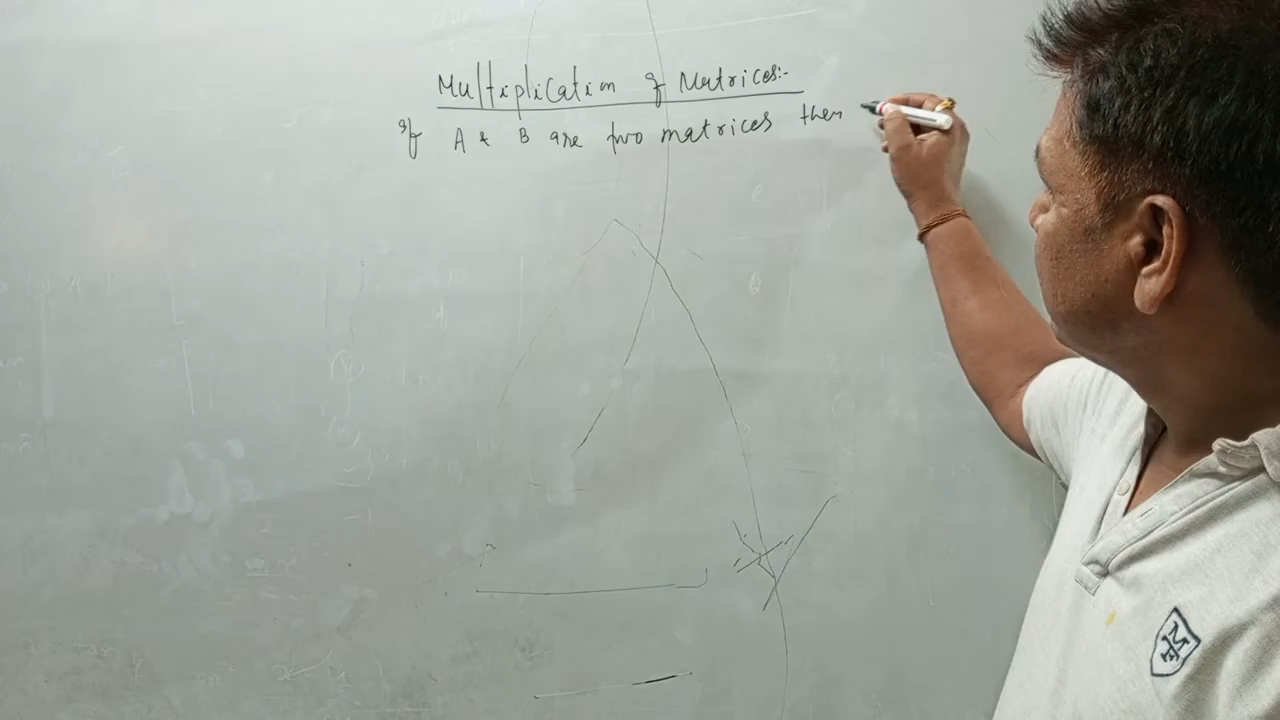 Multiplication of Matrices:-
If A & B are two matrices then